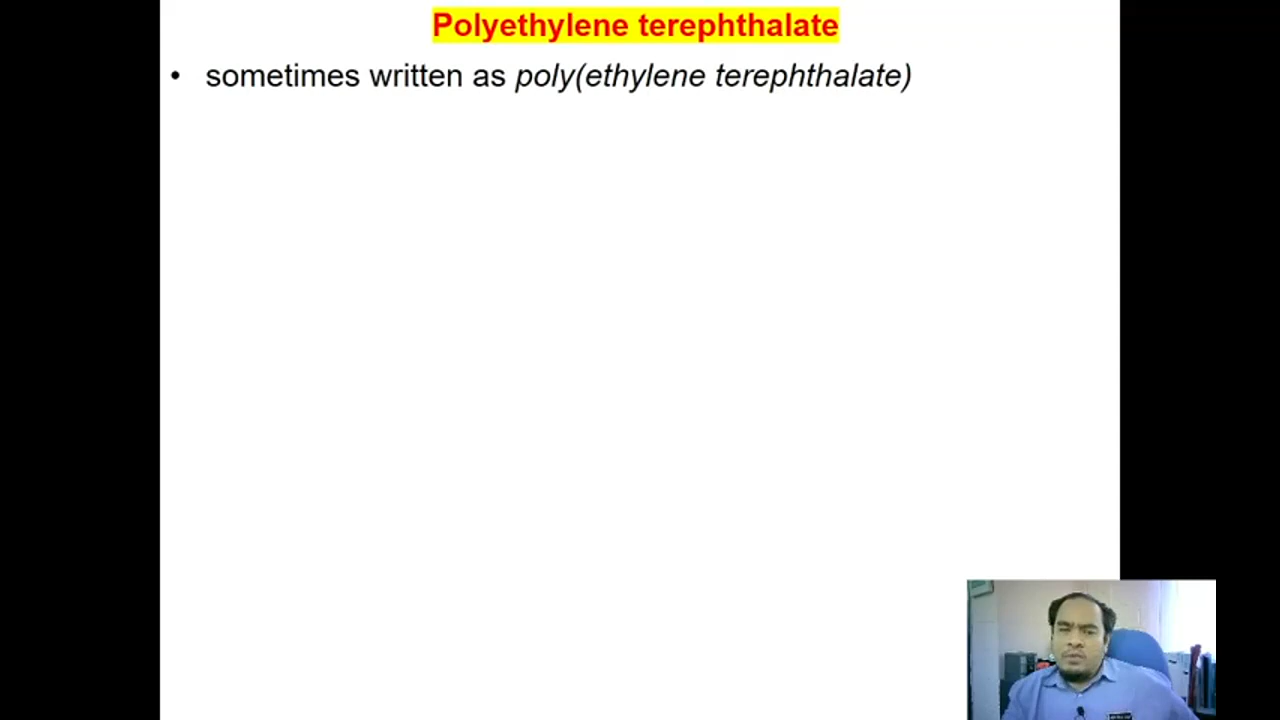 Polyethylene terephthalate
• sometimes written as poly(ethylene terephthalate)